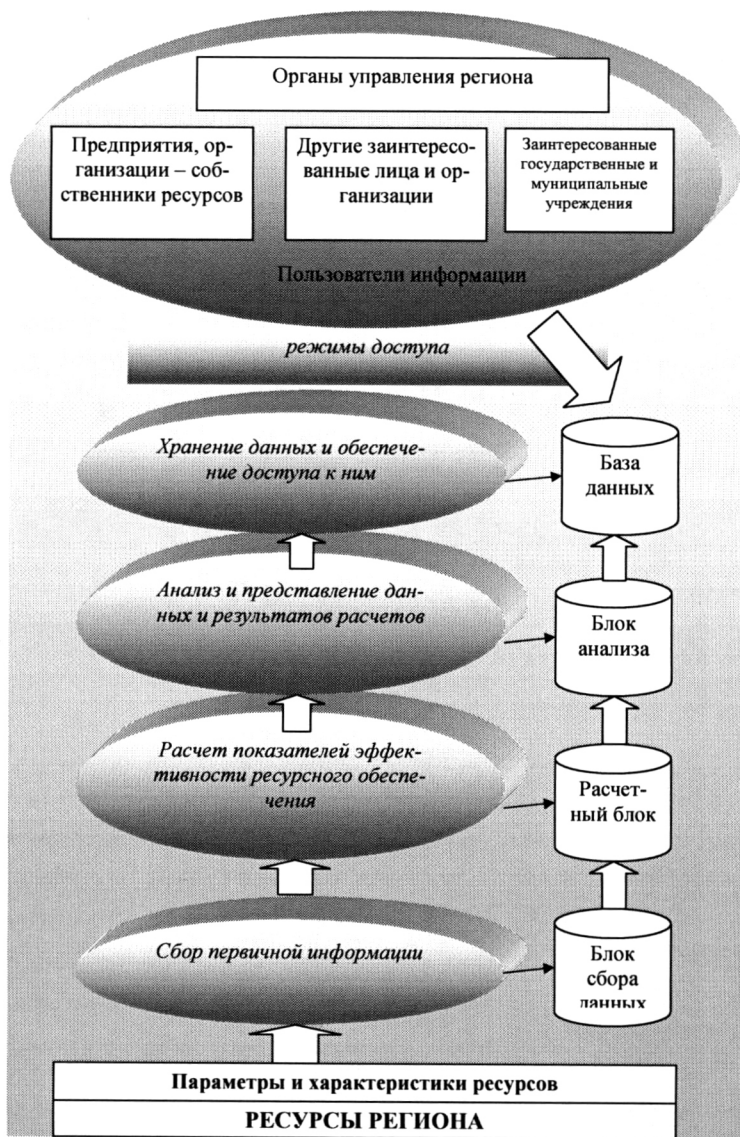 Органы управления региона
Предприятия, ор-
ганизации – соб-
ственники ресурсов
Другие заинтересо-
ванные лица и ор-
ганизации
Заинтересованные
государственные и
муниципальные
учреждения
Пользователи информации
режимы доступа
Хранение данных и обеспече-
ние доступа к ним
База
данных
Анализ и представление дан-
ных и результатов расчетов
Блок
анализа
Расчет показателей эффек-
тивности ресурсного обеспе-
чения
Расчет-
ный блок
Сбор первичной информации
Блок
сбора
данных
Параметры и характеристики ресурсов
РЕСУРСЫ РЕГИОНА